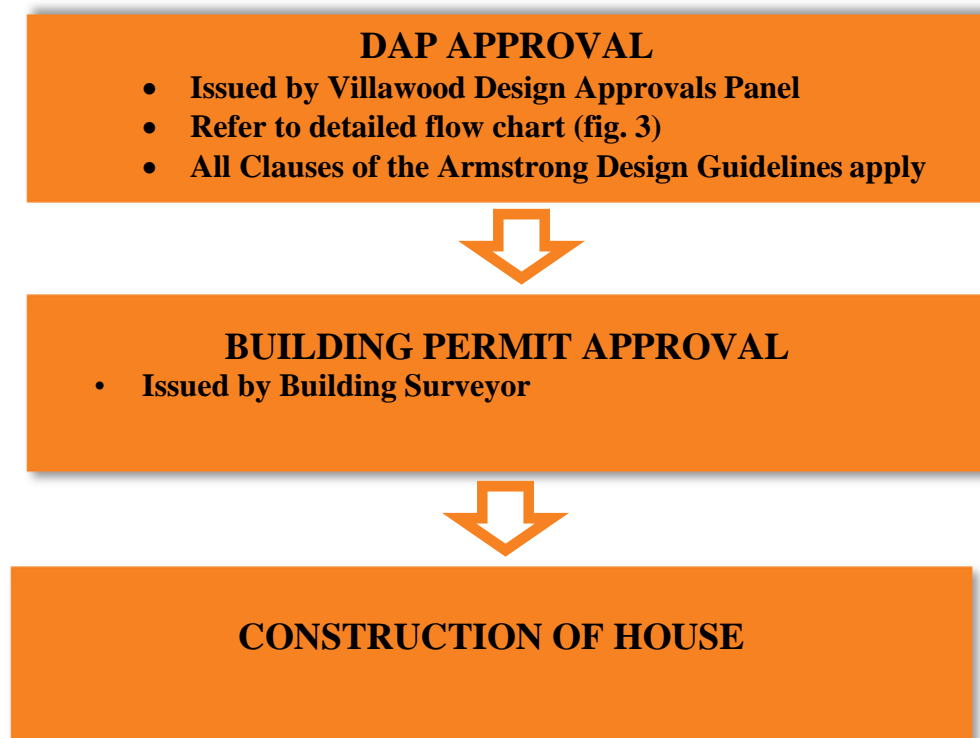 DAP APPROVAL
• Issued by Villawood Design Approvals Panel
• Refer to detailed flow chart (fig. 3)
• All Clauses of the Armstrong Design Guidelines apply
BUILDING PERMIT APPROVAL
• Issued by Building Surveyor
CONSTRUCTION OF HOUSE